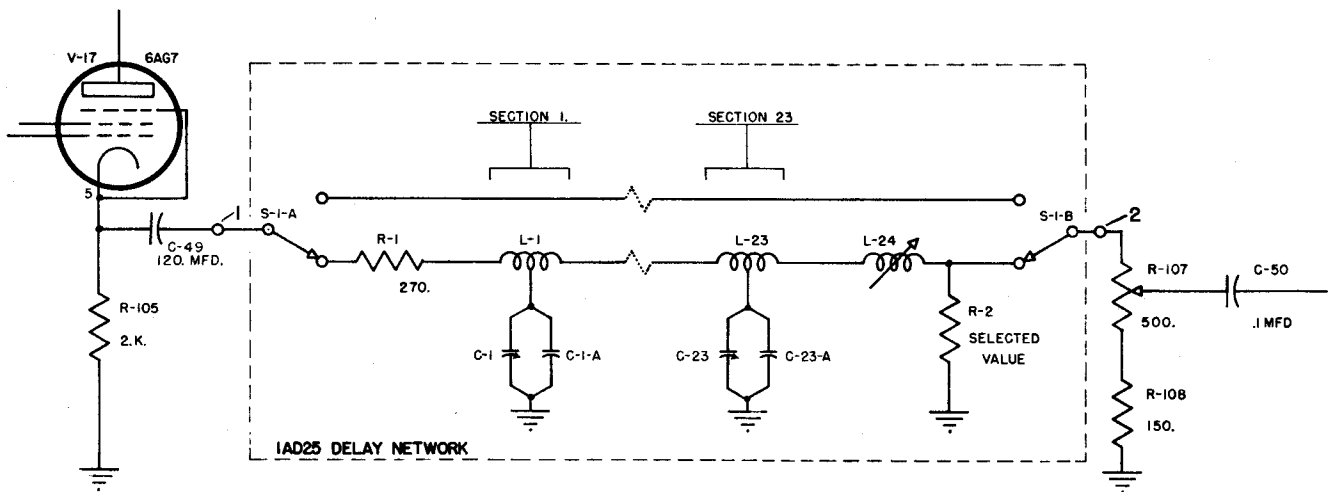 V-17 6AG7
SECTION 1.
SECTION 23
5
1
S-1-A
S-1-B
2
C-49
120. MFD.
R-1
270.
L-1
L-23
L-24
R-107
500.
C-50
.1 MFD
R-105
2.K.
C-1
C-1-A
C-23
C-23-A
R-2
SELECTED
VALUE
R-108
150.
1AD25 DELAY NETWORK